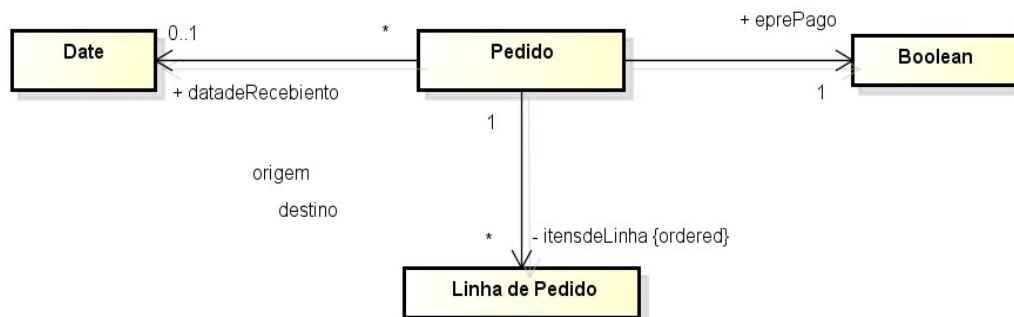 + eprePago
0..1
*
Date
Pedido
Boolean
+ datadeRecebiento
1
1
origem
destino
*
- itensdeLinha {ordered}
Linha de Pedido